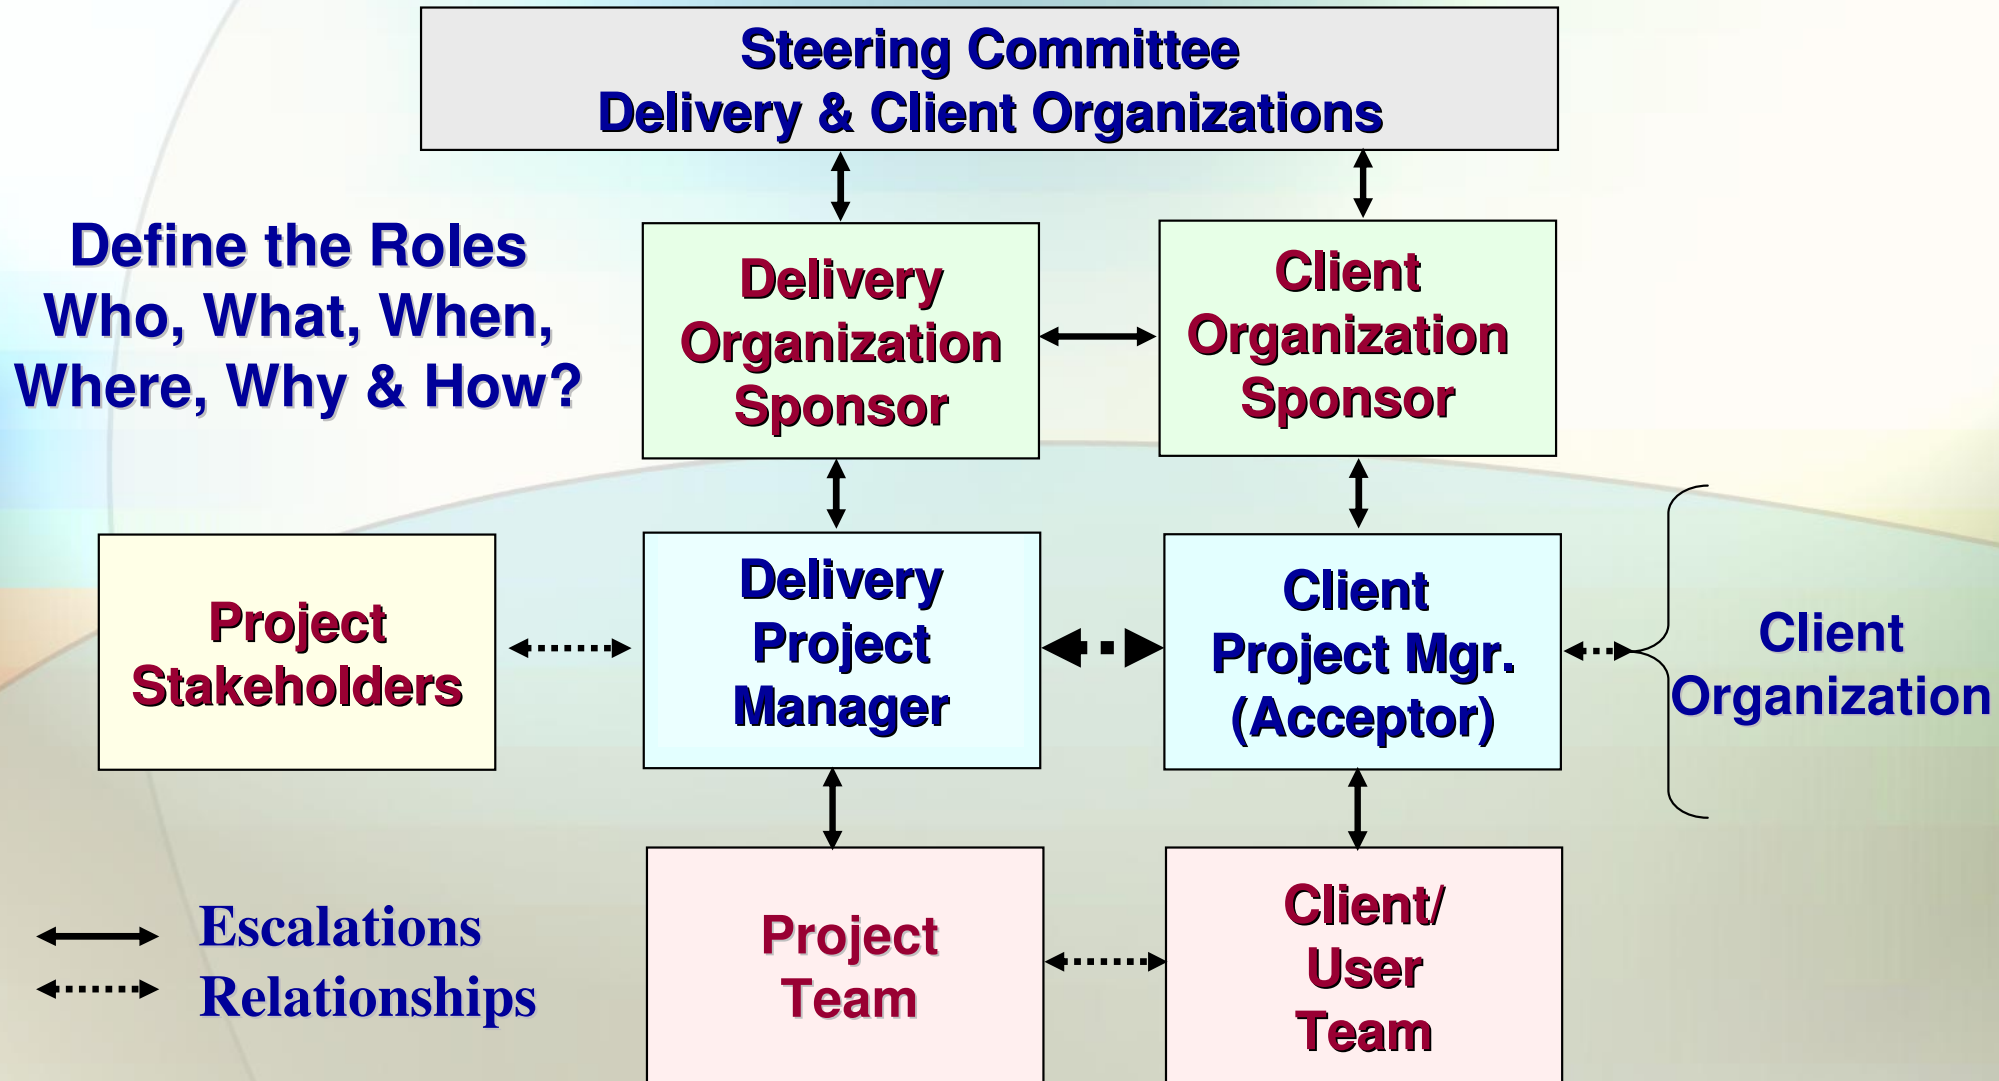 Steering Committee
Delivery & Client Organizations
Define the Roles
Who, What, When,
Where, Why & How?
Delivery
Organization
Sponsor
Client
Organization
Sponsor
Project
Stakeholders
Delivery
Project
Manager
Client
Project Mgr.
(Acceptor)
Client
Organization
Escalations
Relationships
Project
Team
Client/
User
Team